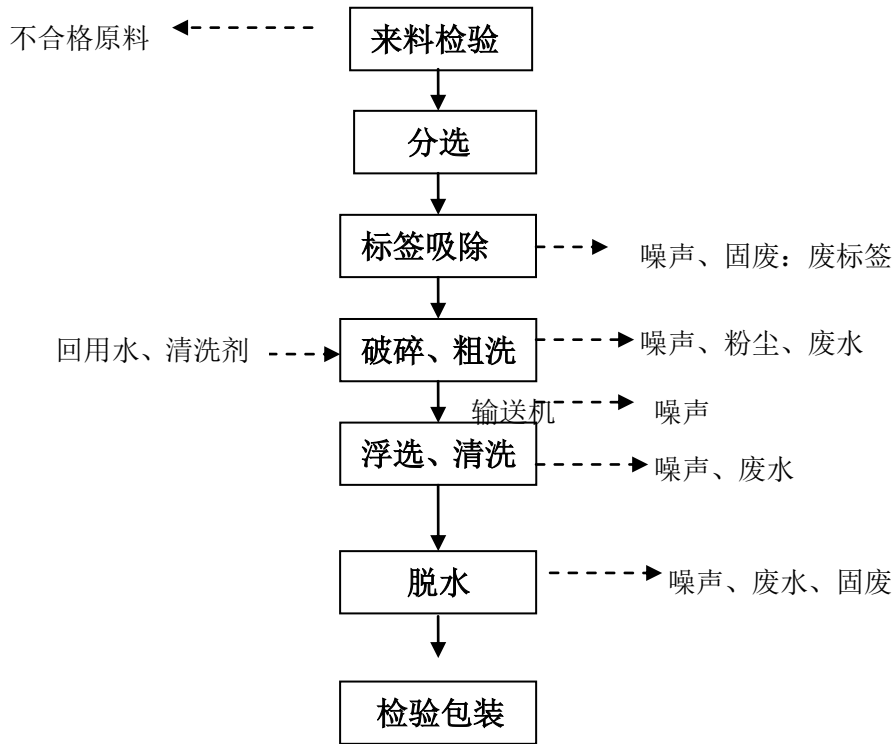 不合格原料
来料检验
分选
标签吸除
噪声、固废：废标签
回用水、清洗剂
破碎、粗洗
噪声、粉尘、废水
输送机
噪声
浮选、清洗
噪声、废水
脱水
噪声、废水、固废
检验包装